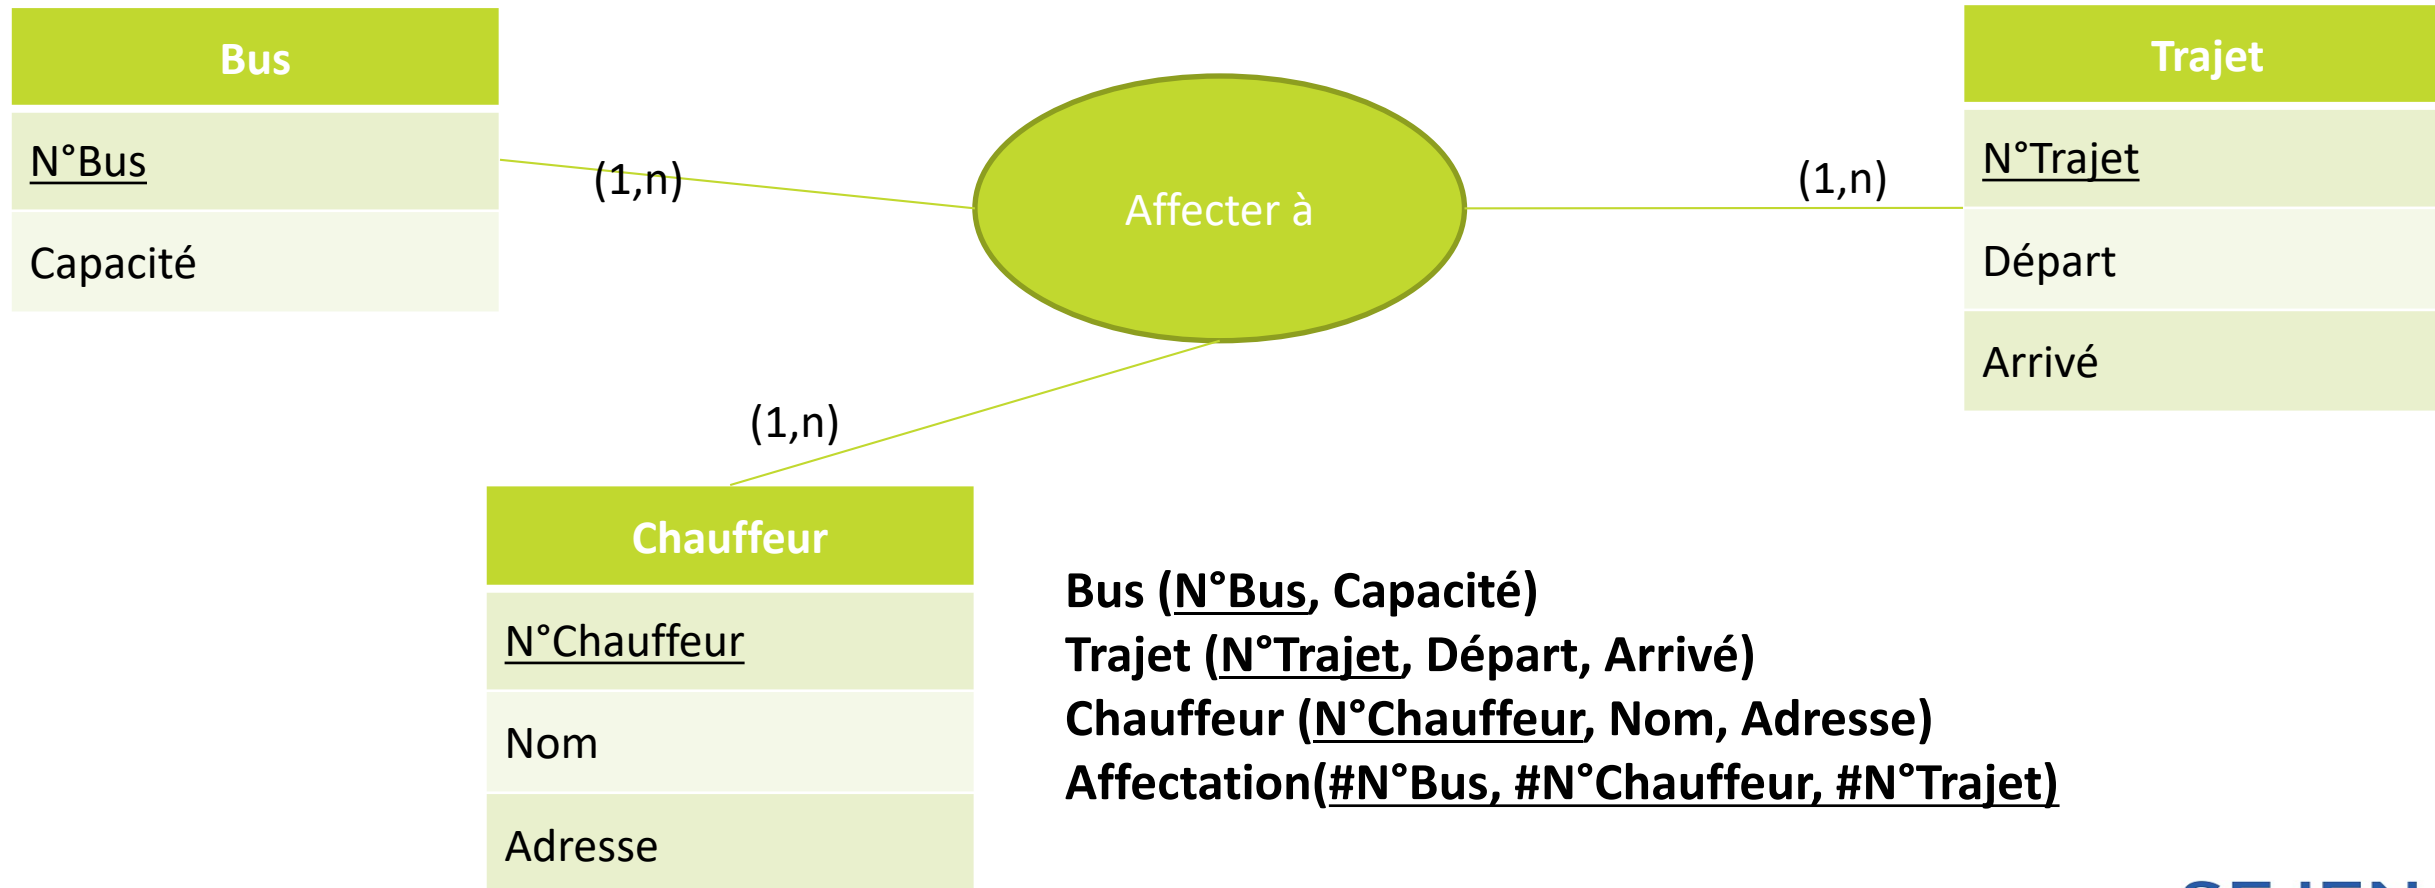 Bus
N°Bus
Capacité
(1,n)
Affecter à
(1,n)
Trajet
N°Trajet
Départ
Arrivé
(1,n)
Chauffeur
N°Chauffeur
Nom
Adresse
Bus (N°Bus, Capacité)
Trajet (N°Trajet, Départ, Arrivé)
Chauffeur (N°Chauffeur, Nom, Adresse)
Affectation(#N°Bus, #N°Chauffeur, #N°Trajet)